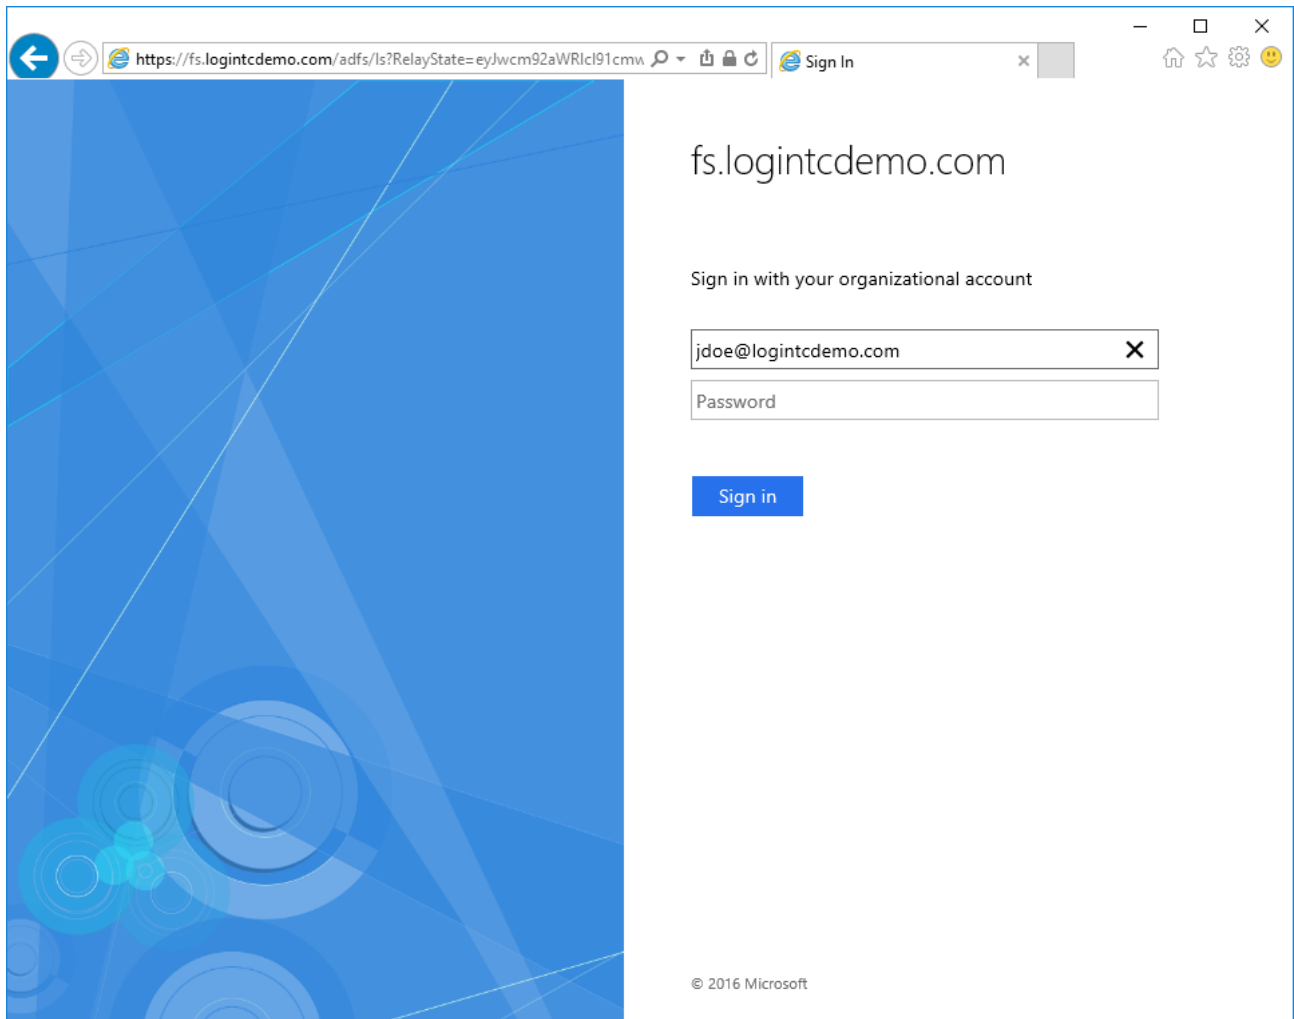 https://fs.logintcdemo.com/adfs/ls?RelayState=eyJwcm92aWRlcI91cmw
Sign In
fs.logintcdemo.com
Sign in with your organizational account
jdoe@logintcdemo.com
Password
Sign in
© 2016 Microsoft